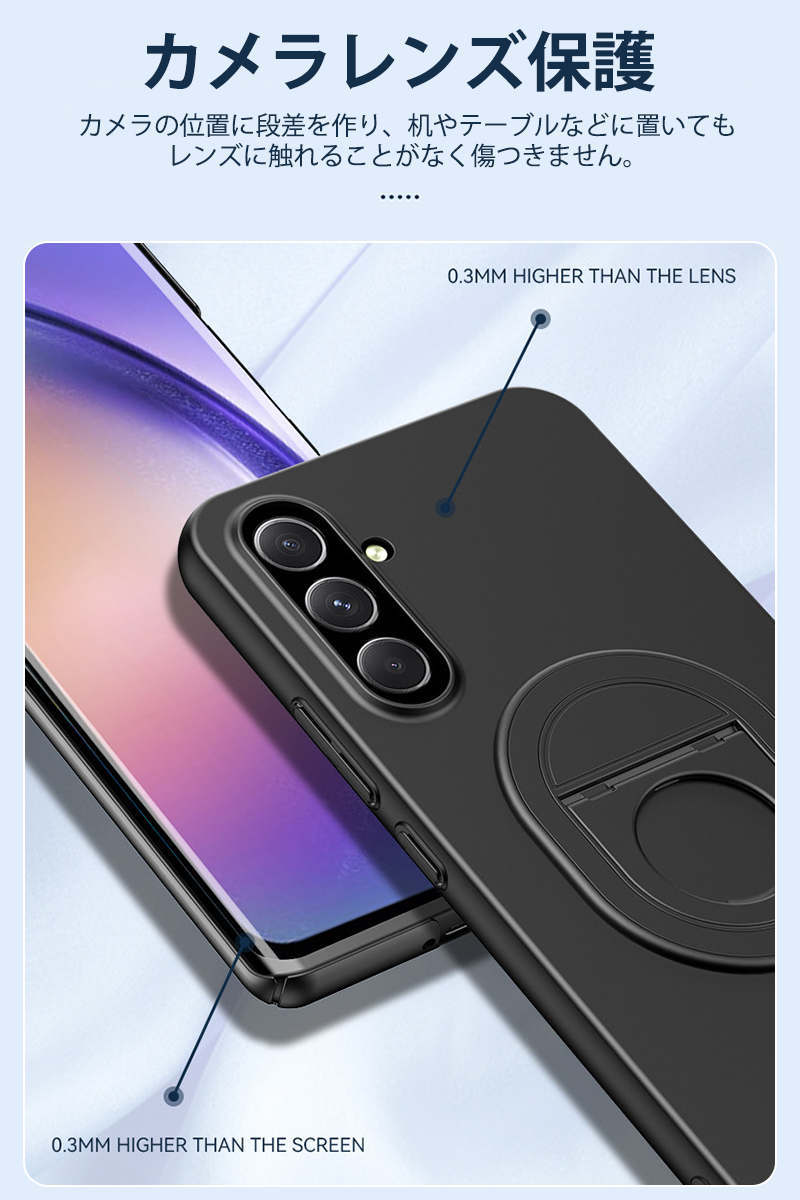 カメラレンズ保護
カメラの位置に段差を作り、机やテーブルなどに置いても
レンズに触れることがなく傷つきません。
0.3MM HIGHER THAN THE LENS
0.3MM HIGHER THAN THE SCREEN